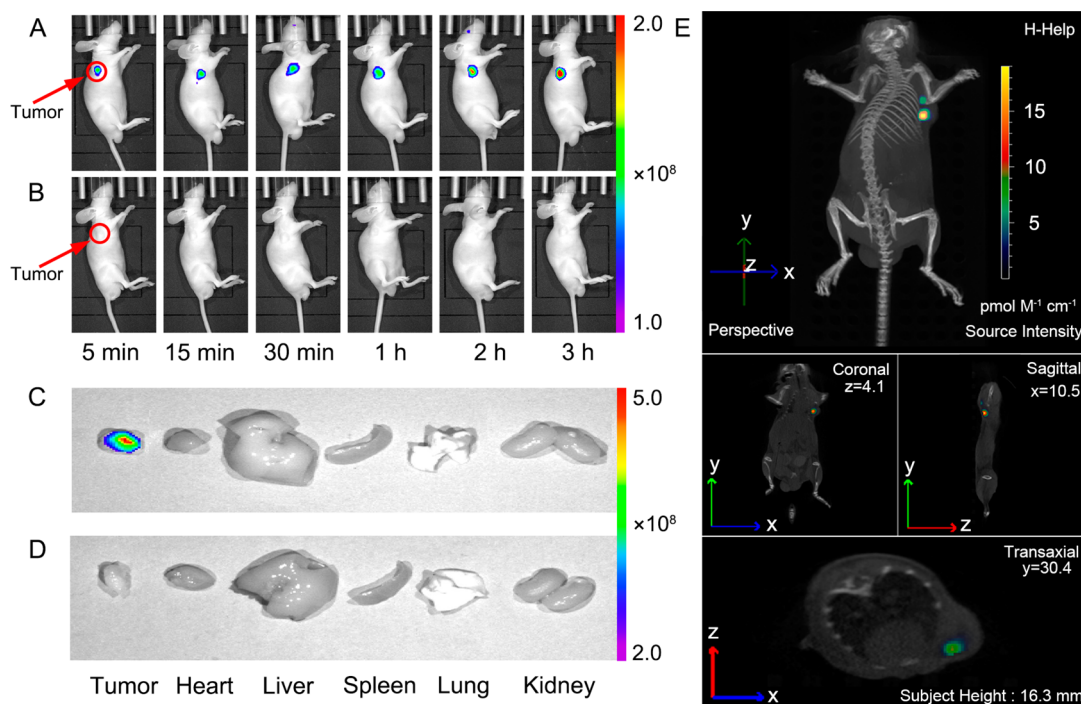 A
Tumor
B
Tumor
5 min
15 min
30 min
1 h
2 h
3 h
2.0
×10⁸
1.0
C
D
Tumor
Heart
Liver
Spleen
Lung
Kidney
5.0
×10⁸
2.0
E
H-Help
15
10
5
pmol M⁻¹ cm⁻¹
Source Intensity
y
z
x
Perspective
Coronal
z=4.1
y
x
Sagittal
x=10.5
y
z
Transaxial
y=30.4
z
x
Subject Height : 16.3 mm